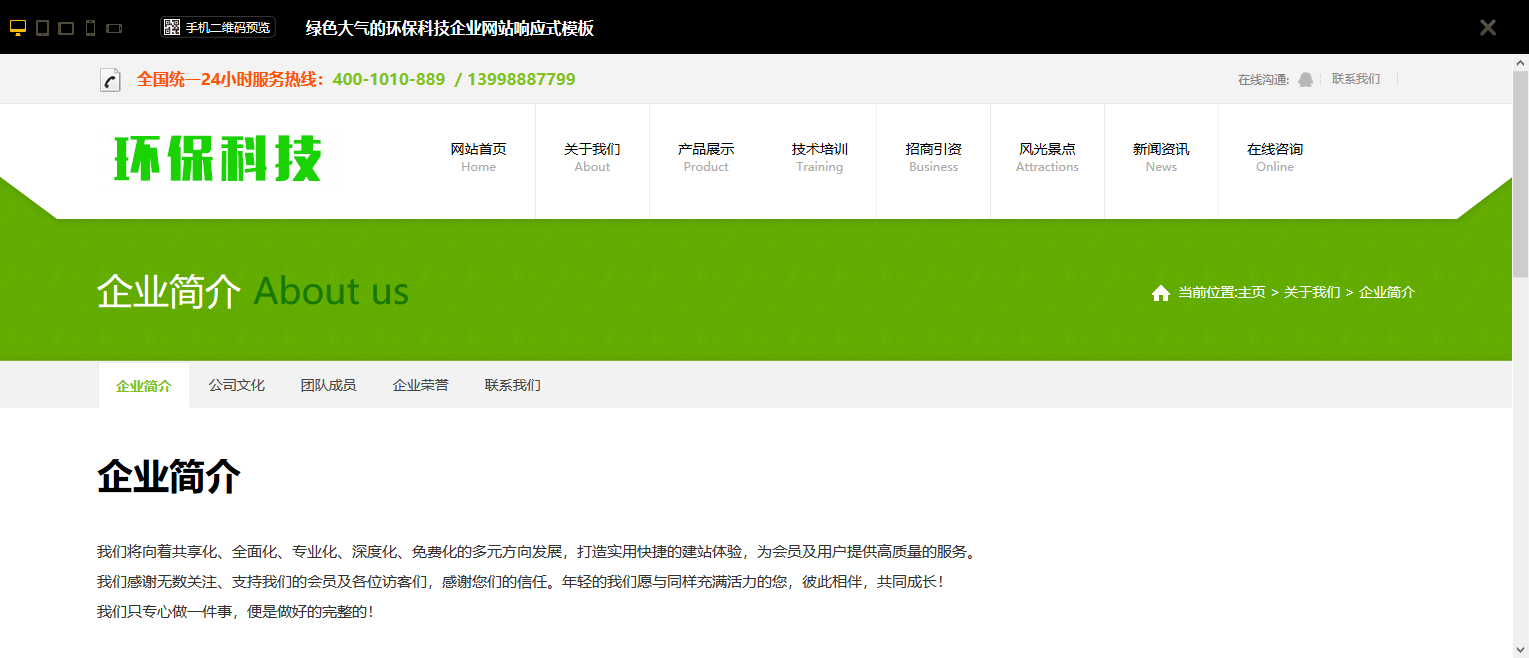 手机二维码预览 绿色大气的环保科技企业网站响应式模板
全国统一24小时服务热线：400-1010-889 / 13998887799 在线沟通: 联系我们
环保科技
网站首页 关于我们 产品展示 技术培训 招商引资 风光景点 新闻资讯 在线咨询
Home About Product Training Business Attractions News Online
企业简介 About us 当前位置:主页 > 关于我们 > 企业简介
企业简介 公司文化 团队成员 企业荣誉 联系我们
企业简介
我们将向着共享化、全面化、专业化、深度化、免费化的多元方向发展，打造实用快捷的建站体验，为会员及用户提供高质量的服务。
我们感谢无数关注、支持我们的会员及各位访客们，感谢您们的信任。年轻的我们愿与同样充满活力的您，彼此相伴，共同成长！
我们只专心做一件事，便是做好的完整的！